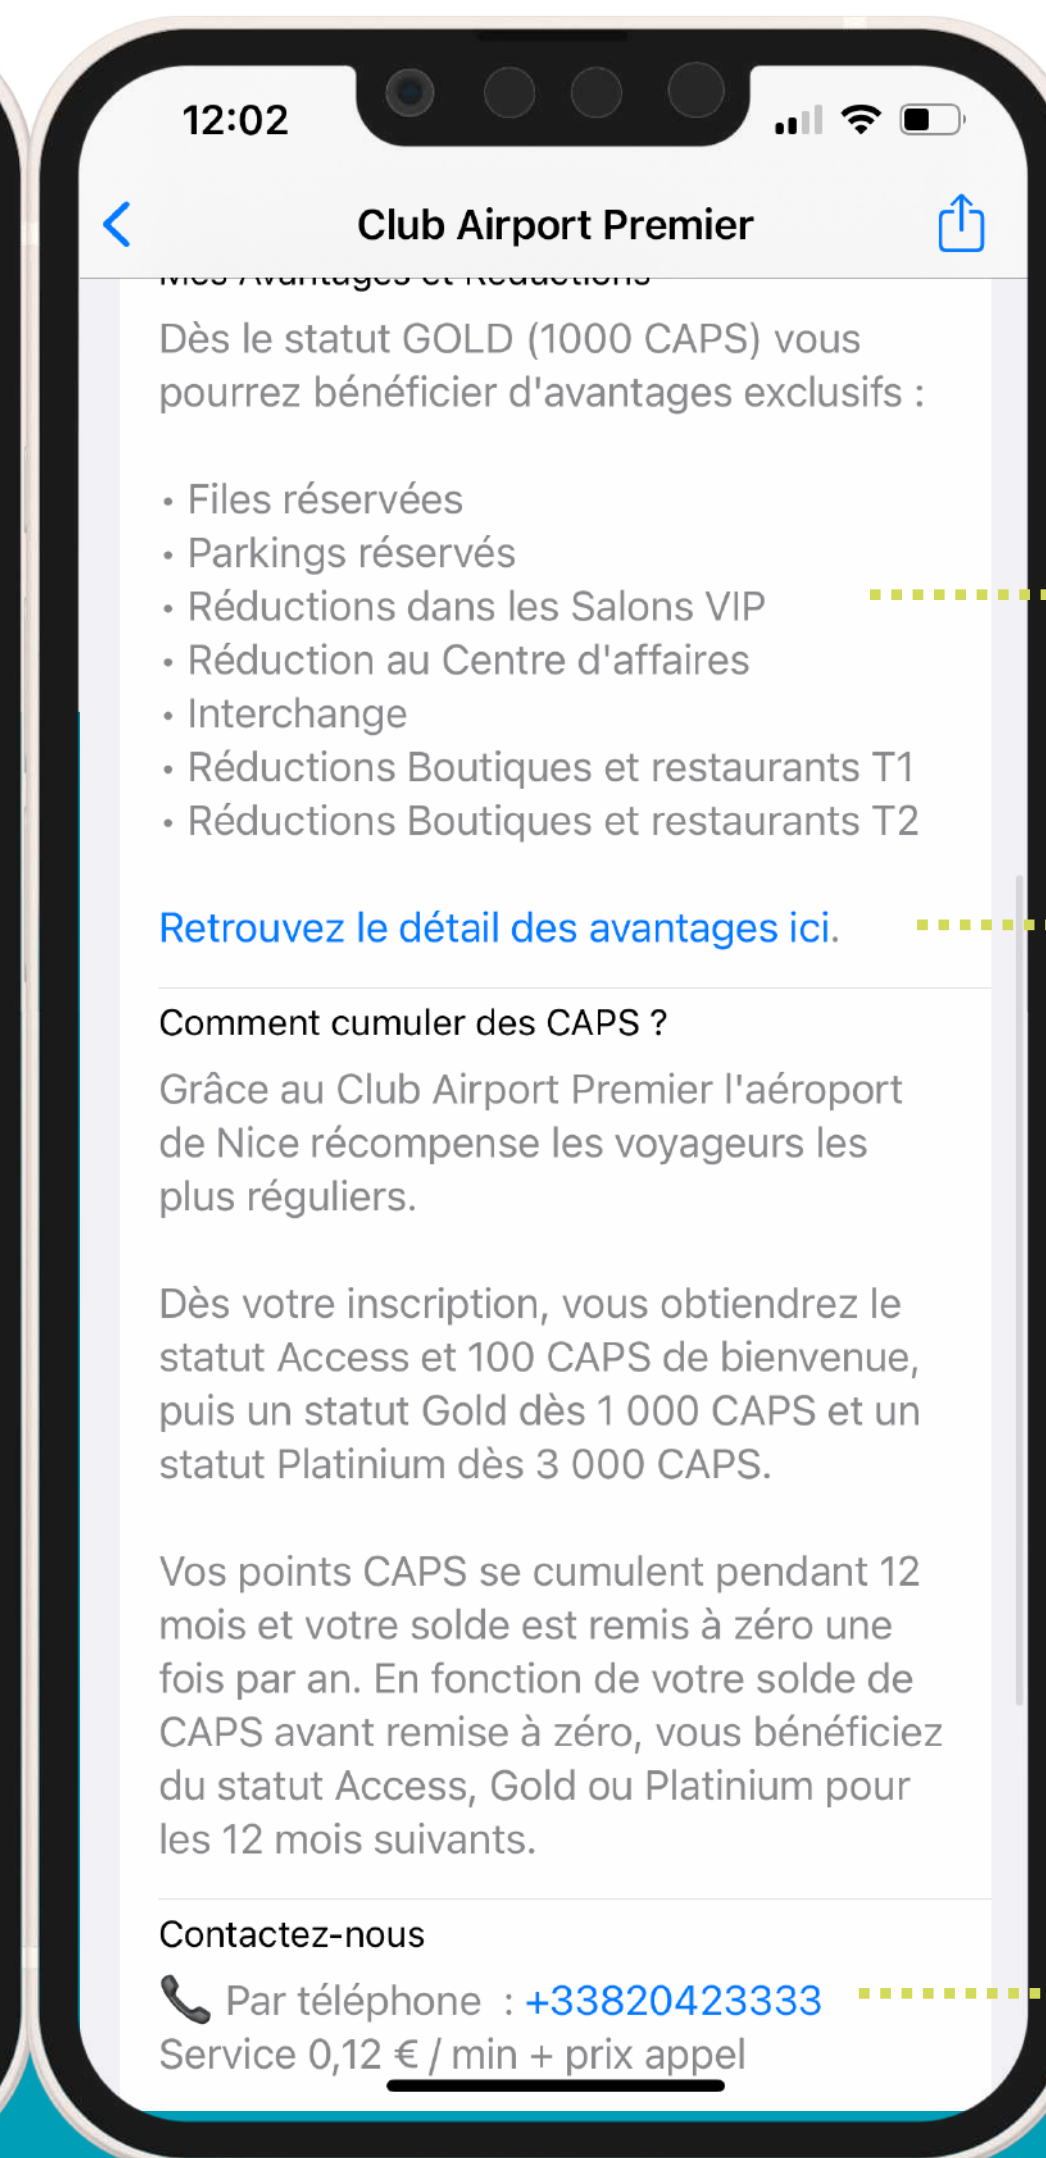 12:02
Club Airport Premier
Mes Avantages et Réductions
Dès le statut GOLD (1000 CAPS) vous
pourrez bénéficier d'avantages exclusifs :
• Files réservées
• Parkings réservés
• Réductions dans les Salons VIP
• Réduction au Centre d'affaires
• Interchange
• Réductions Boutiques et restaurants T1
• Réductions Boutiques et restaurants T2
Retrouvez le détail des avantages ici.
Comment cumuler des CAPS ?
Grâce au Club Airport Premier l'aéroport
de Nice récompense les voyageurs les
plus réguliers.
Dès votre inscription, vous obtiendrez le
statut Access et 100 CAPS de bienvenue,
puis un statut Gold dès 1 000 CAPS et un
statut Platinium dès 3 000 CAPS.
Vos points CAPS se cumulent pendant 12
mois et votre solde est remis à zéro une
fois par an. En fonction de votre solde de
CAPS avant remise à zéro, vous bénéficiez
du statut Access, Gold ou Platinium pour
les 12 mois suivants.
Contactez-nous
Par téléphone : +33820423333
Service 0,12 € / min + prix appel